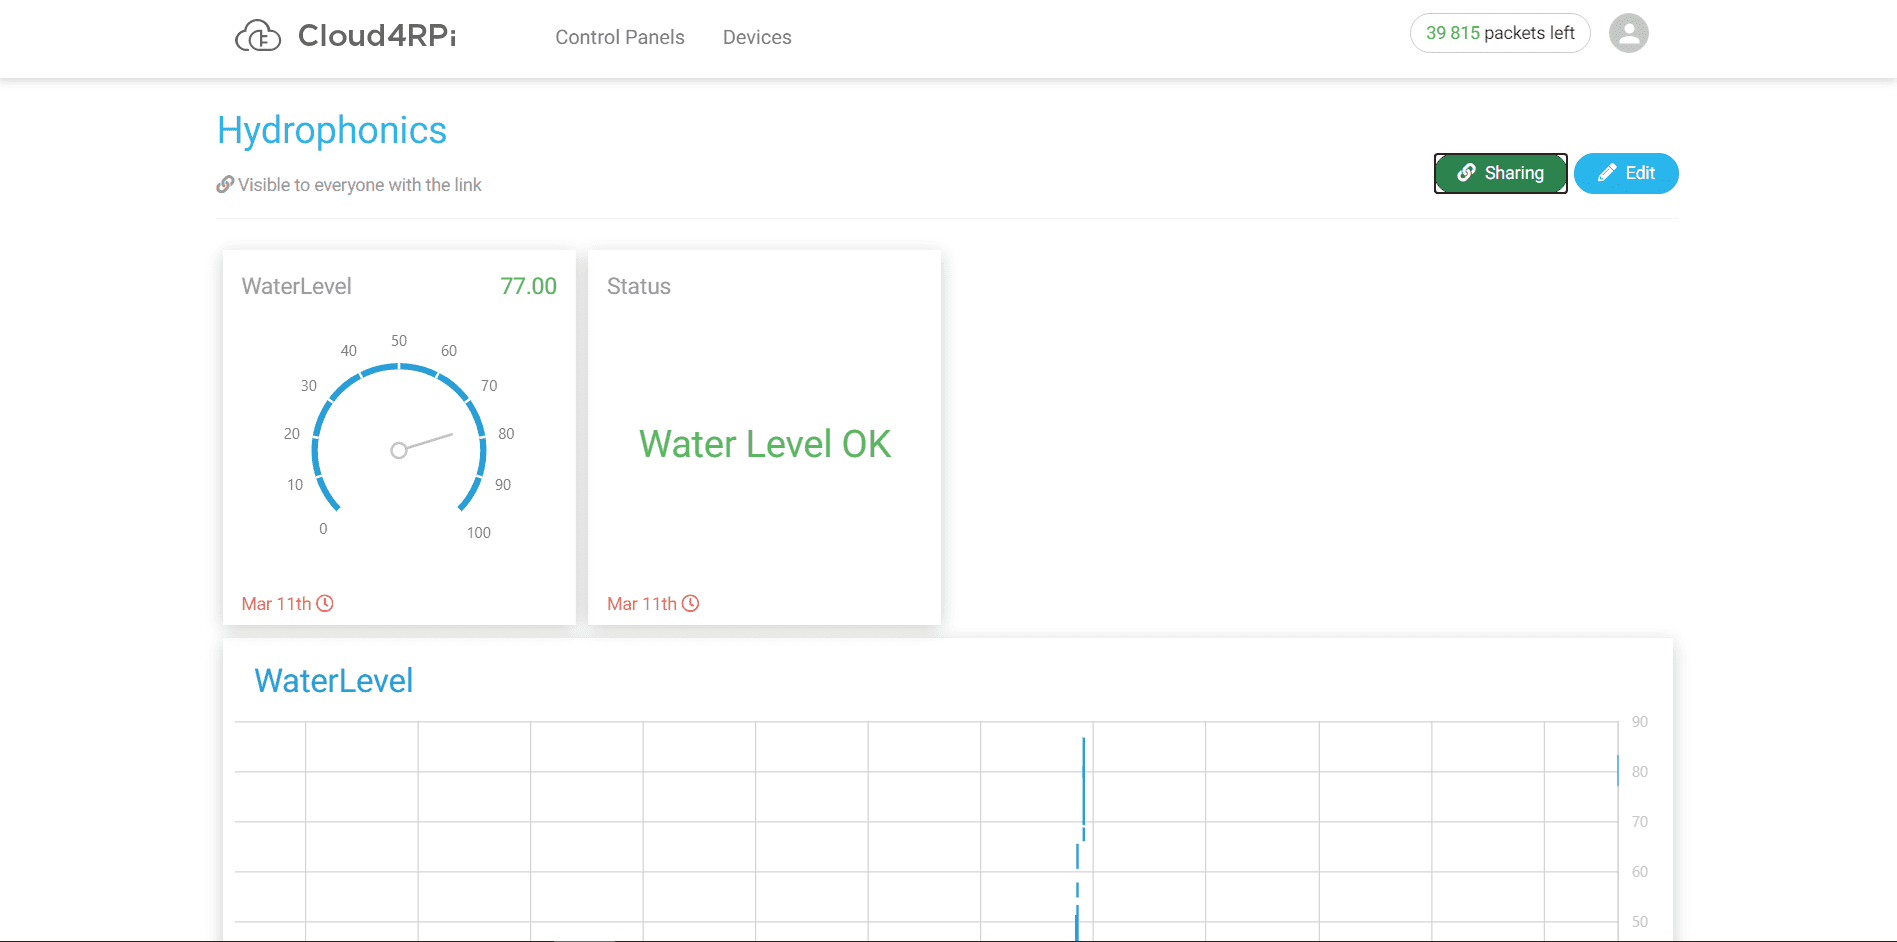 Cloud4RPi
Control Panels
Devices
39 815 packets left
Hydrophonics
Visible to everyone with the link
Sharing
Edit
WaterLevel
77.00
50
40
60
30
70
20
80
10
90
0
100
Mar 11th
Status
Water Level OK
Mar 11th
WaterLevel
90
80
70
60
50